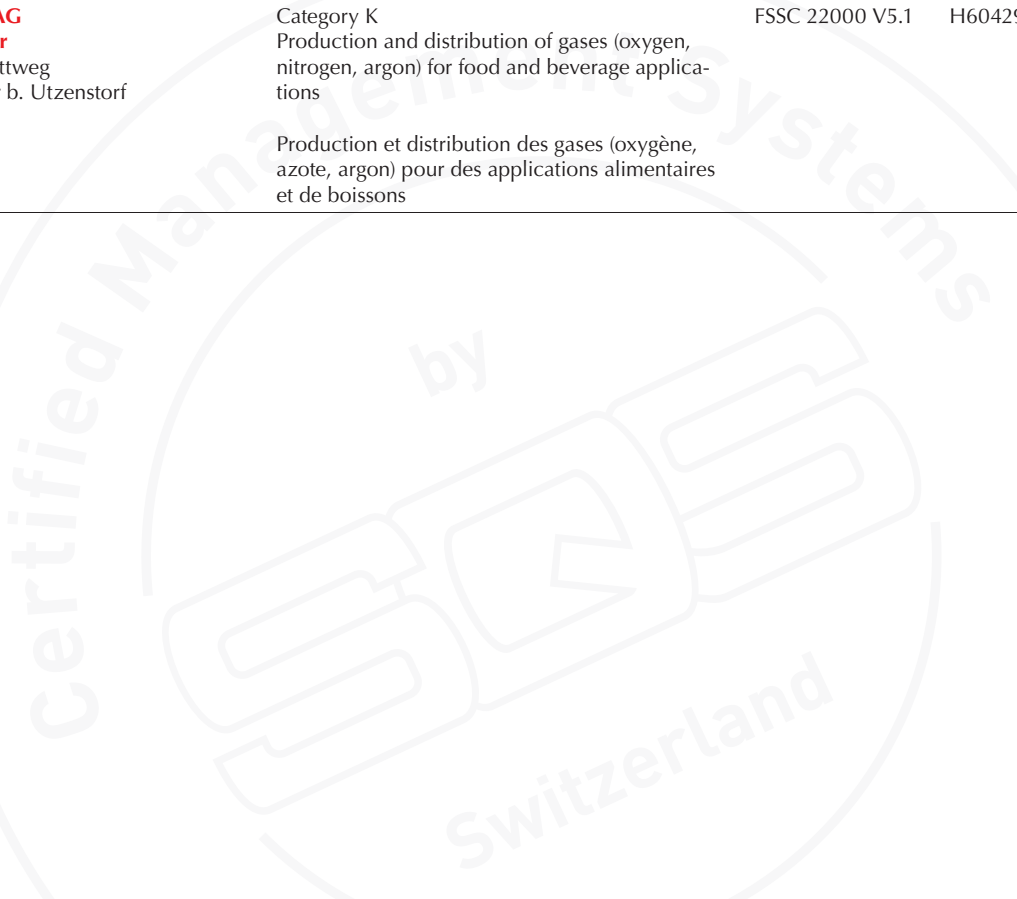 AG
Category K
FSSC 22000 V5.1
H60429
r
Production and distribution of gases (oxygen,
ttweg
nitrogen, argon) for food and beverage applica-
b. Utzenstorf
tions
Production et distribution des gases (oxygène,
azote, argon) pour des applications alimentaires
et de boissons
Certified Management Systems
by
SQS
Switzerland